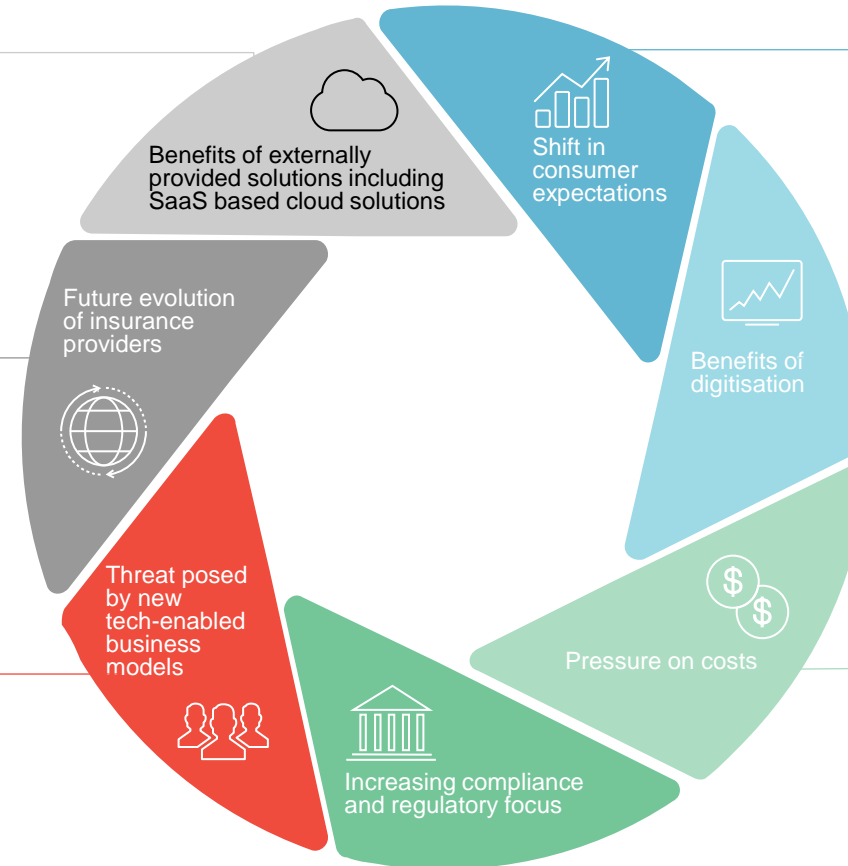 Benefits of externally
provided solutions including
SaaS based cloud solutions
Shift in
consumer
expectations
Benefits of
digitisation
$
$
Pressure on costs
Increasing compliance
and regulatory focus
Threat posed
by new
tech-enabled
business
models
Future evolution
of insurance
providers